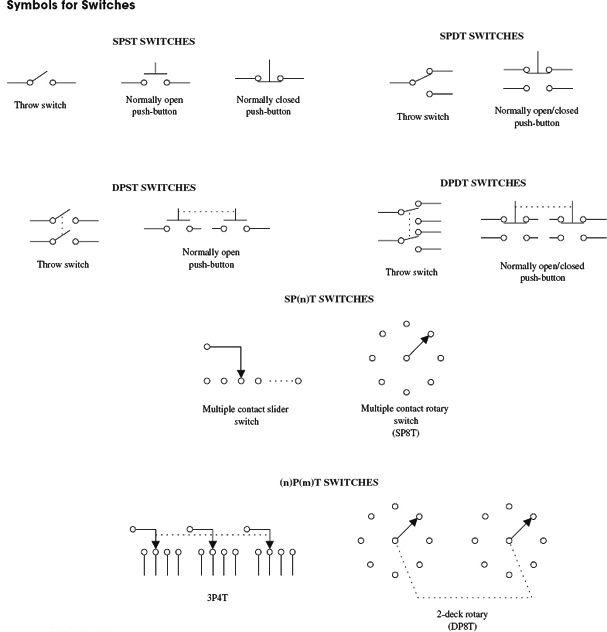 Symbols for Switches
SPST SWITCHES
SPDT SWITCHES
Throw switch
Normally open
push-button
Normally closed
push-button
Throw switch
Normally open/closed
push-button
DPST SWITCHES
DPDT SWITCHES
Throw switch
Normally open
push-button
Throw switch
Normally open/closed
push-button
SP(n)T SWITCHES
Multiple contact slider
switch
Multiple contact rotary
switch
(SP8T)
(n)P(m)T SWITCHES
3P4T
2-deck rotary
(DP8T)